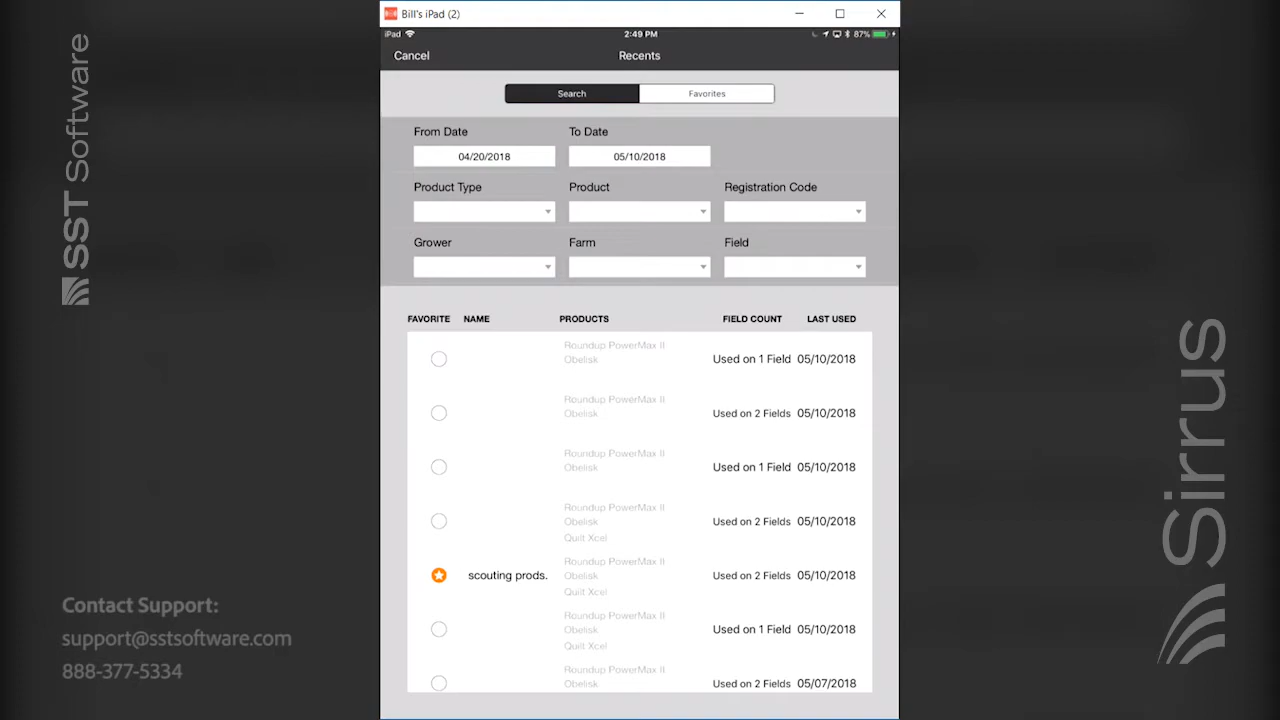 Bill's iPad (2)
iPad 2:49 PM 87%
Cancel Recents
Search Favorites
From Date To Date
04/20/2018 05/10/2018
Product Type Product Registration Code
Grower Farm Field
FAVORITE NAME PRODUCTS FIELD COUNT LAST USED
Roundup PowerMax II
Obelisk
Used on 1 Field 05/10/2018
Roundup PowerMax II
Obelisk
Used on 2 Fields 05/10/2018
Roundup PowerMax II
Obelisk
Used on 1 Field 05/10/2018
Roundup PowerMax II
Obelisk
Quilt Xcel
Used on 2 Fields 05/10/2018
scouting prods.
Roundup PowerMax II
Obelisk
Quilt Xcel
Used on 2 Fields 05/10/2018
Roundup PowerMax II
Obelisk
Quilt Xcel
Used on 1 Field 05/10/2018
Roundup PowerMax II
Obelisk
Used on 2 Fields 05/07/2018
SST Software
Contact Support:
support@sstsoftware.com
888-377-5334
Sirrus